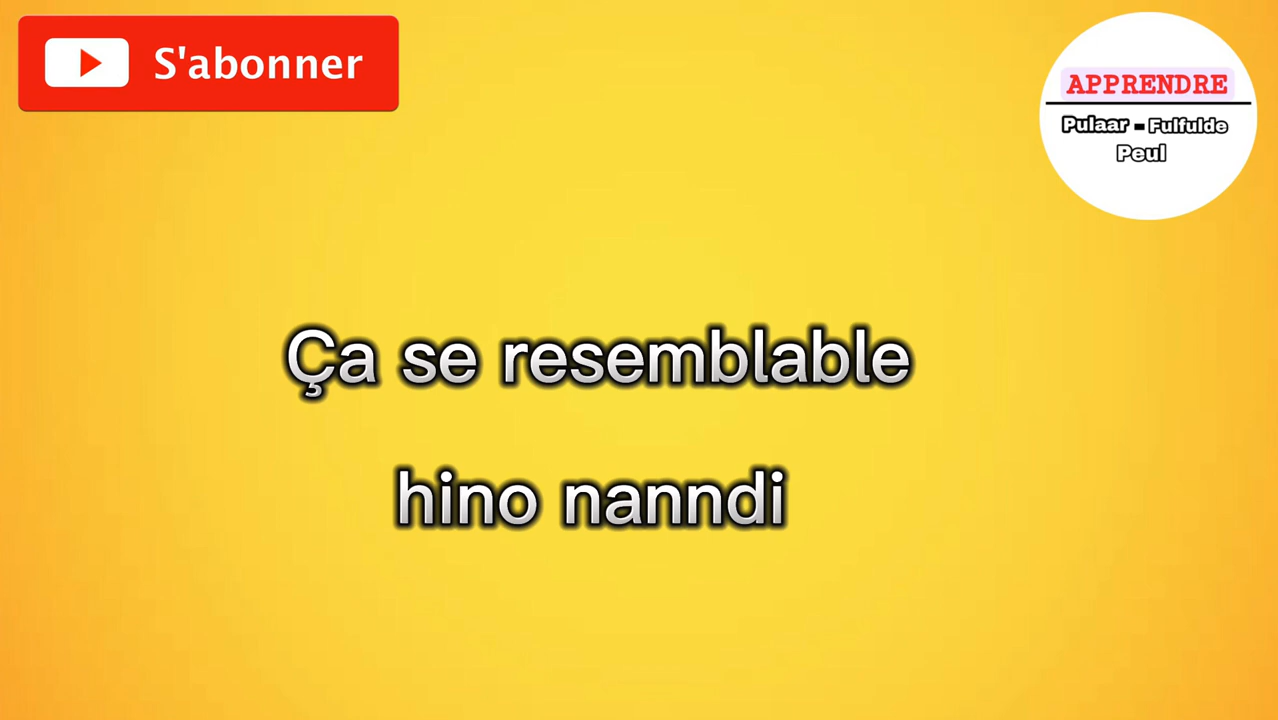 S'abonner
APPRENDRE
Pulaar - Fulfulde
Peul
Ça se resemblable
hino nanndi